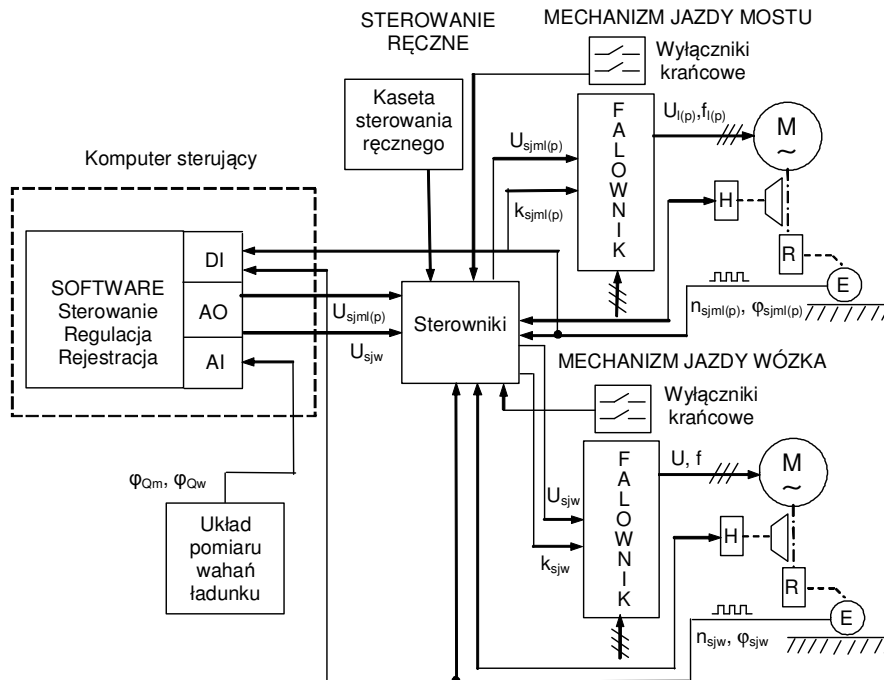 STEROWANIE
RĘCZNE
MECHANIZM JAZDY MOSTU
Wyłączniki
krańcowe
Kaseta
sterowania
ręcznego
FALOWNIK
U_l(p),f_l(p)
M
~
U_sjml(p)
k_sjml(p)
H
R
E
n_sjml(p), φ_sjml(p)
Komputer sterujący
SOFTWARE
Sterowanie
Regulacja
Rejestracja
DI
AO
AI
U_sjml(p)
U_sjw
Sterowniki
MECHANIZM JAZDY WÓZKA
Wyłączniki
krańcowe
FALOWNIK
U, f
M
~
U_sjw
k_sjw
H
R
E
n_sjw, φ_sjw
φ_Qm, φ_Qw
Układ
pomiaru
wahań
ładunku